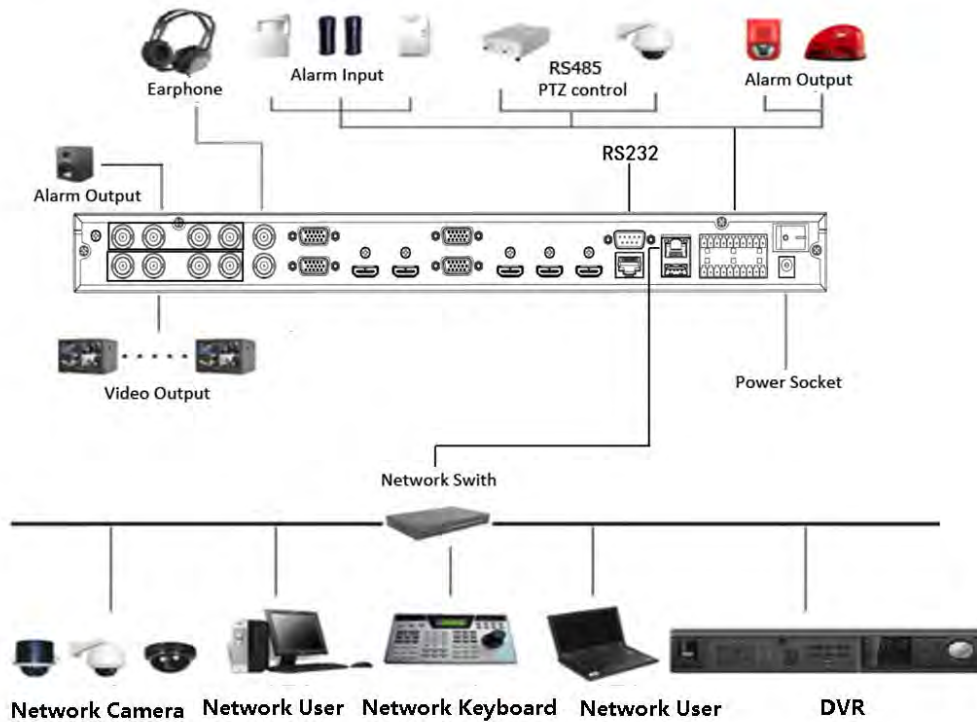 Earphone
Alarm Input
RS485
PTZ control
Alarm Output
RS232
Alarm Output
Video Output
Power Socket
Network Swith
Network Camera
Network User
Network Keyboard
Network User
DVR